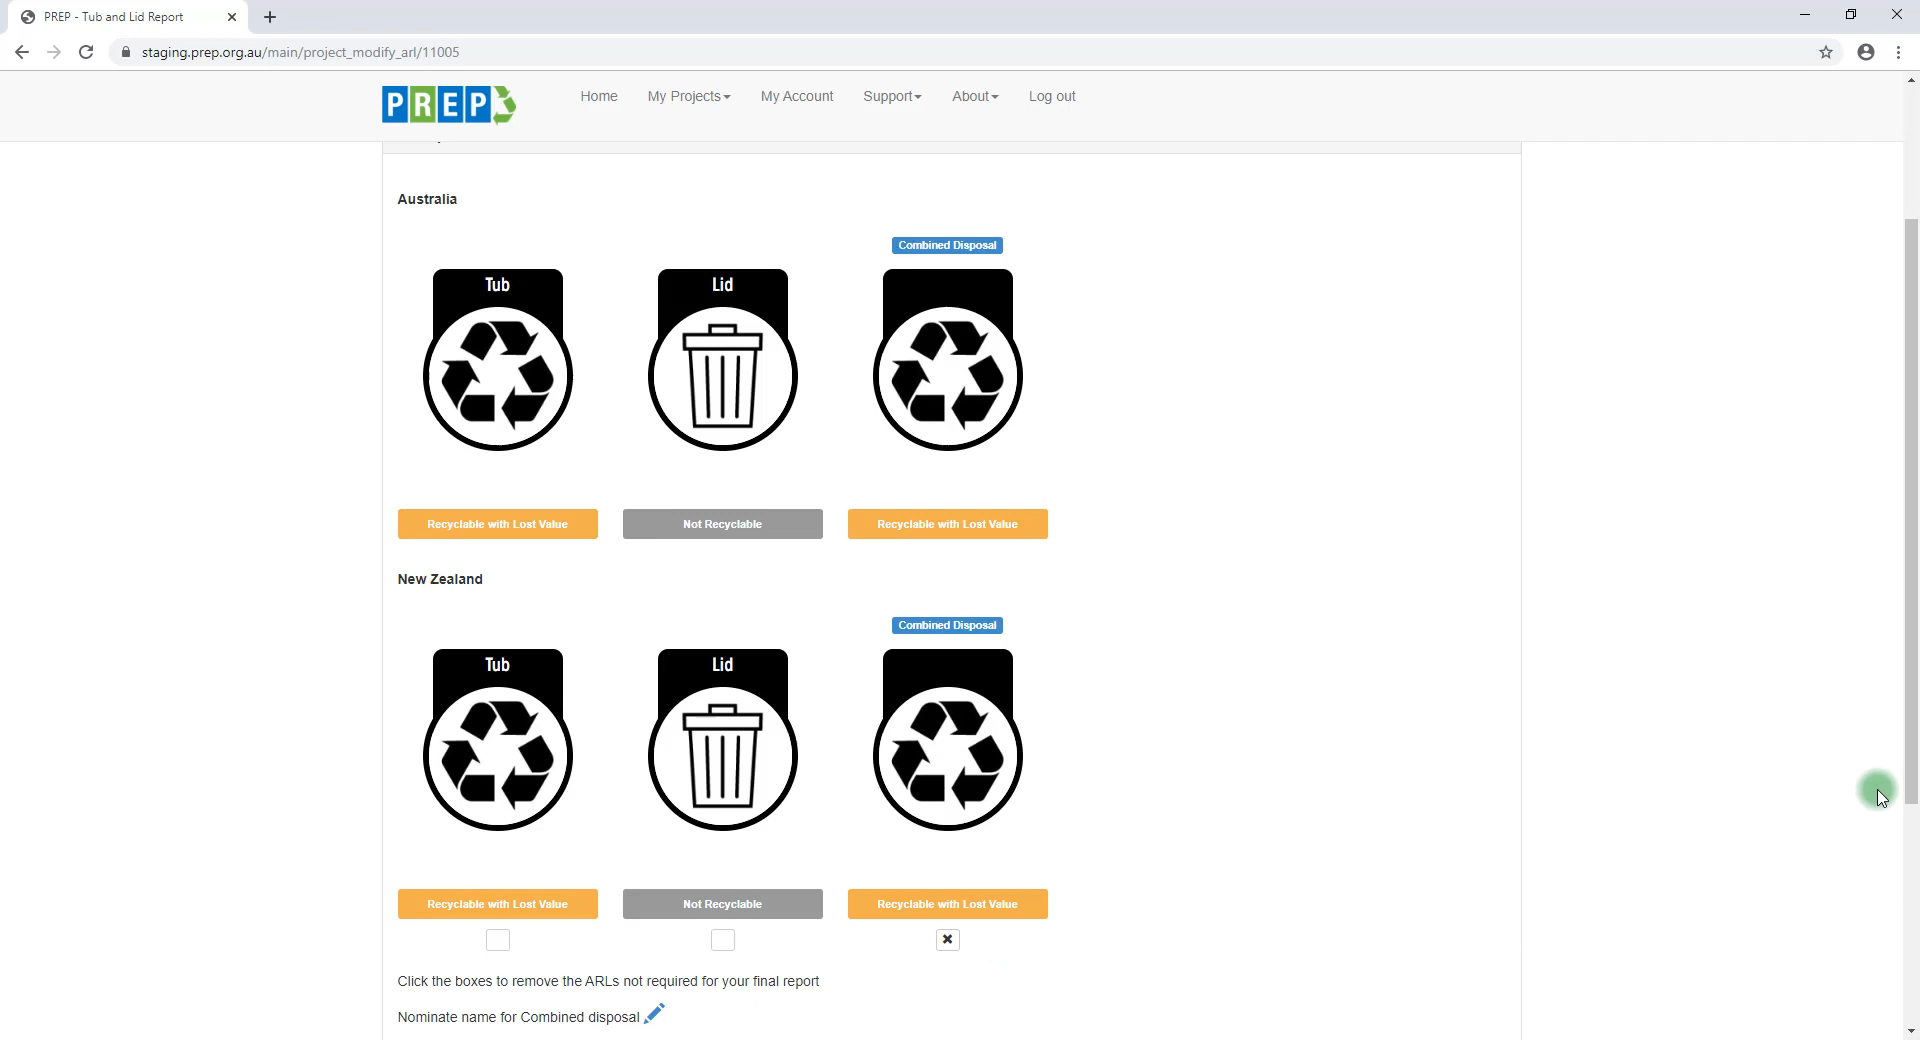 PREP - Tub and Lid Report
staging.prep.org.au/main/project_modify_arl/11005
PREP
Home My Projects My Account Support About Log out
Australia
Combined Disposal
Tub Lid
Recyclable with Lost Value Not Recyclable Recyclable with Lost Value
New Zealand
Combined Disposal
Tub Lid
Recyclable with Lost Value Not Recyclable Recyclable with Lost Value
Click the boxes to remove the ARLs not required for your final report
Nominate name for Combined disposal